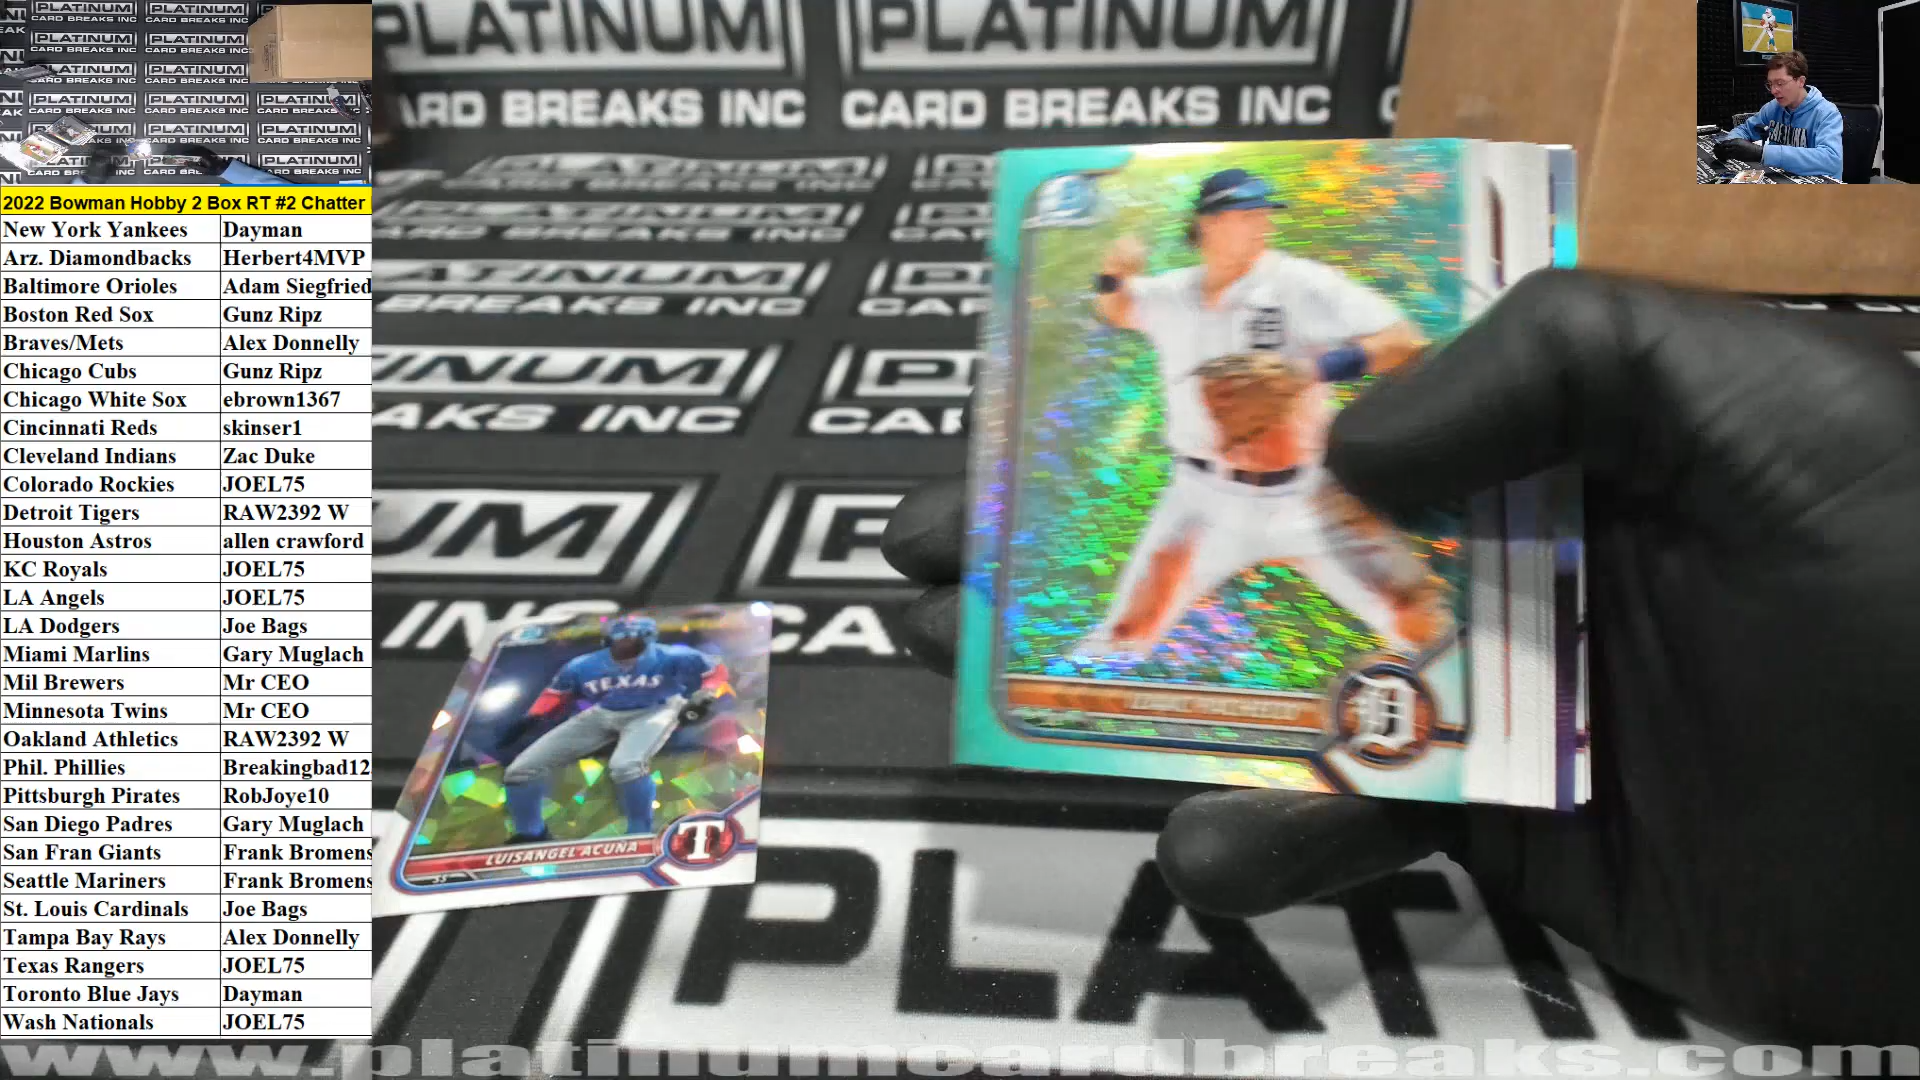 2022 Bowman Hobby 2 Box RT #2 Chatter
New York Yankees Dayman
Arz. Diamondbacks Herbert4MVP
Baltimore Orioles Adam Siegfried
Boston Red Sox Gunz Ripz
Braves/Mets Alex Donnelly
Chicago Cubs Gunz Ripz
Chicago White Sox ebrown1367
Cincinnati Reds skinser1
Cleveland Indians Zac Duke
Colorado Rockies JOEL75
Detroit Tigers RAW2392 W
Houston Astros allen crawford
KC Royals JOEL75
LA Angels JOEL75
LA Dodgers Joe Bags
Miami Marlins Gary Muglach
Mil Brewers Mr CEO
Minnesota Twins Mr CEO
Oakland Athletics RAW2392 W
Phil. Phillies Breakingbad12
Pittsburgh Pirates RobJoye10
San Diego Padres Gary Muglach
San Fran Giants Frank Bromens
Seattle Mariners Frank Bromens
St. Louis Cardinals Joe Bags
Tampa Bay Rays Alex Donnelly
Texas Rangers JOEL75
Toronto Blue Jays Dayman
Wash Nationals JOEL75
PLATINUM PLATINUM
CARD BREAKS INC CARD BREAKS INC
TEXAS
LUISANGEL ACUÑA
T
D
PLATIN
www.platinumcardbreaks.com